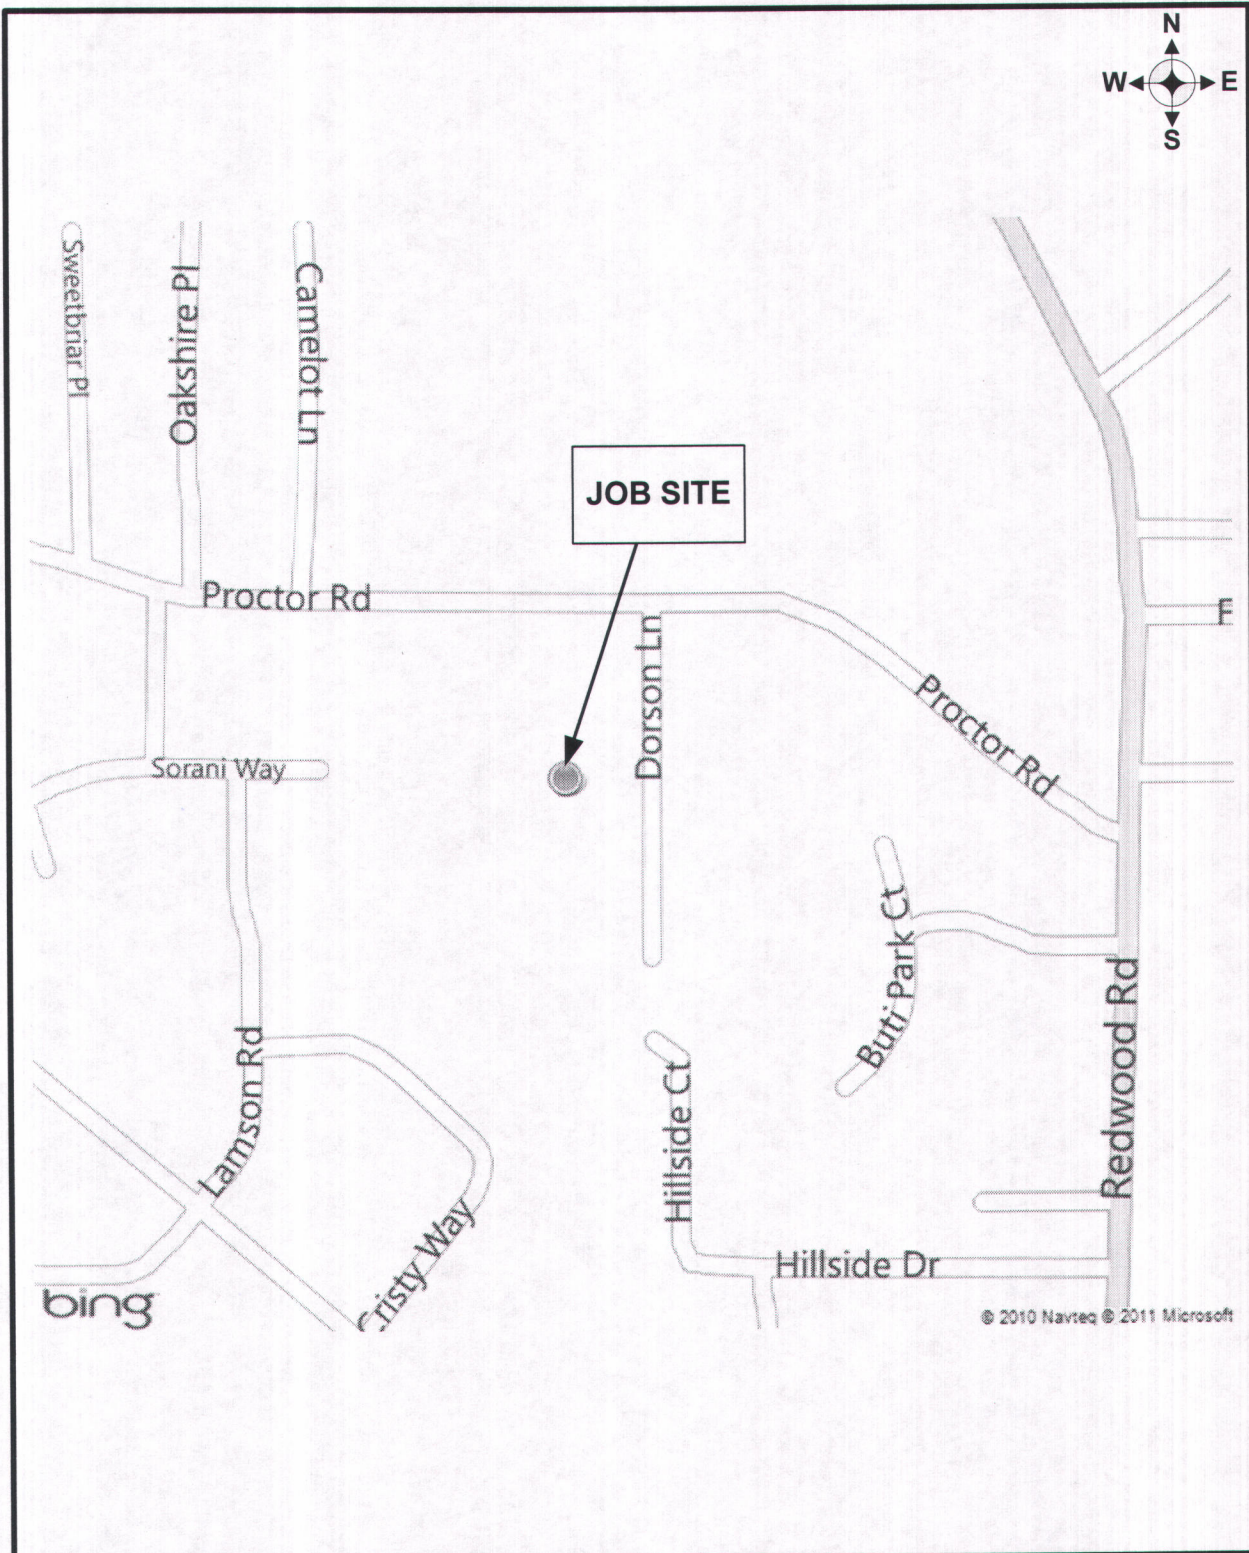 N
W E
S
Sweetbriar Pl
Oakshire Pl
Camelot Ln
JOB SITE
Proctor Rd
Dorson Ln
F
Proctor Rd
Sorani Way
Buti Park Ct
Redwood Rd
Lamson Rd
Hillside Ct
Cristy Way
Hillside Dr
bing
© 2010 Navteq © 2011 Microsoft